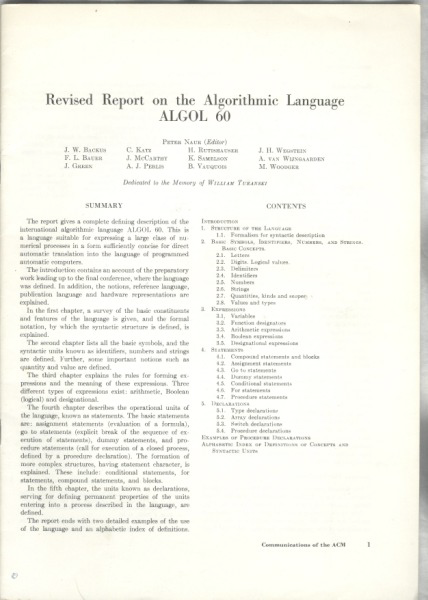 Revised Report on the Algorithmic Language
ALGOL 60
PETER NAUR (Editor)
J. W. BACKUS C. KATZ H. RUTISHAUSER J. H. WEGSTEIN
F. L. BAUER J. MCCARTHY K. SAMELSON A. VAN WIJNGAARDEN
J. GREEN A. J. PERLIS B. VAUQUOIS M. WOODGER
Dedicated to the Memory of WILLIAM TURANSKI
SUMMARY
The report gives a complete defining description of the
international algorithmic language ALGOL 60. This is
a language suitable for expressing a large class of nu-
merical processes in a form sufficiently concise for direct
automatic translation into the language of programmed
automatic computers.
The introduction contains an account of the preparatory
work leading up to the final conference, where the language
was defined. In addition, the notions, reference language,
publication language and hardware representations are
explained.
In the first chapter, a survey of the basic constituents
and features of the language is given, and the formal
notation, by which the syntactic structure is defined, is
explained.
The second chapter lists all the basic symbols, and the
syntactic units known as identifiers, numbers and strings
are defined. Further, some important notions such as
quantity and value are defined.
The third chapter explains the rules for forming ex-
pressions and the meaning of these expressions. Three
different types of expressions exist: arithmetic, Boolean
(logical) and designational.
The fourth chapter describes the operational units of
the language, known as statements. The basic statements
are: assignment statements (evaluation of a formula),
go to statements (explicit break of the sequence of ex-
ecution of statements), dummy statements, and pro-
cedure statements (call for execution of a closed process,
defined by a procedure declaration). The formation of
more complex structures, having statement character, is
explained. These include: conditional statements, for
statements, compound statements, and blocks.
In the fifth chapter, the units known as declarations,
serving for defining permanent properties of the units
entering into a process described in the language, are
defined.
The report ends with two detailed examples of the use
of the language and an alphabetic index of definitions.
CONTENTS
INTRODUCTION
1. STRUCTURE OF THE LANGUAGE
1.1. Formalism for syntactic description
2. BASIC SYMBOLS, IDENTIFIERS, NUMBERS, AND STRINGS.
BASIC CONCEPTS.
2.1. Letters
2.2. Digits. Logical values.
2.3. Delimiters
2.4. Identifiers
2.5. Numbers
2.6. Strings
2.7. Quantities, kinds and scopes
2.8. Values and types
3. EXPRESSIONS
3.1. Variables
3.2. Function designators
3.3. Arithmetic expressions
3.4. Boolean expressions
3.5. Designational expressions
4. STATEMENTS
4.1. Compound statements and blocks
4.2. Assignment statements
4.3. Go to statements
4.4. Dummy statements
4.5. Conditional statements
4.6. For statements
4.7. Procedure statements
5. DECLARATIONS
5.1. Type declarations
5.2. Array declarations
5.3. Switch declarations
5.4. Procedure declarations
EXAMPLES OF PROCEDURE DECLARATIONS
ALPHABETIC INDEX OF DEFINITIONS OF CONCEPTS AND
SYNTACTIC UNITS
Communications of the ACM 1